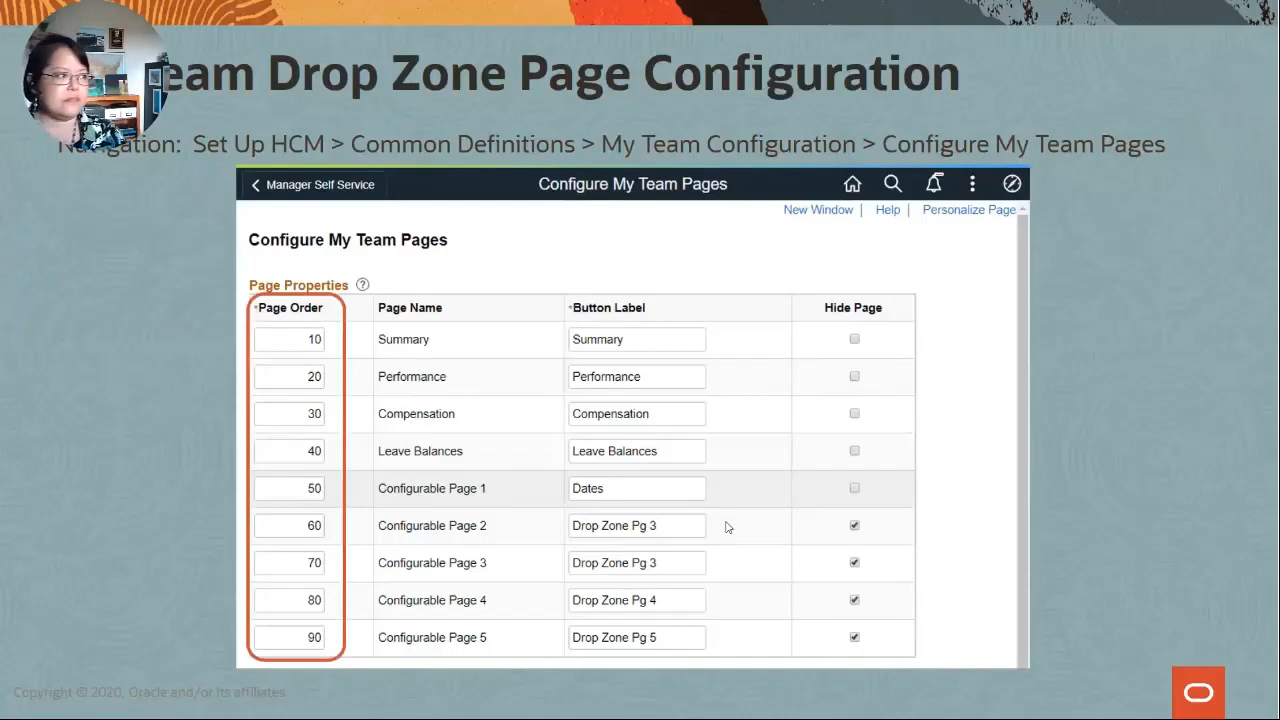 eam Drop Zone Page Configuration
Navigation: Set Up HCM > Common Definitions > My Team Configuration > Configure My Team Pages
Manager Self Service
Configure My Team Pages
New Window | Help | Personalize Page
Configure My Team Pages
Page Properties ?
*Page Order Page Name *Button Label Hide Page
10 Summary Summary
20 Performance Performance
30 Compensation Compensation
40 Leave Balances Leave Balances
50 Configurable Page 1 Dates
60 Configurable Page 2 Drop Zone Pg 3
70 Configurable Page 3 Drop Zone Pg 3
80 Configurable Page 4 Drop Zone Pg 4
90 Configurable Page 5 Drop Zone Pg 5
Copyright © 2020, Oracle and/or its affiliates